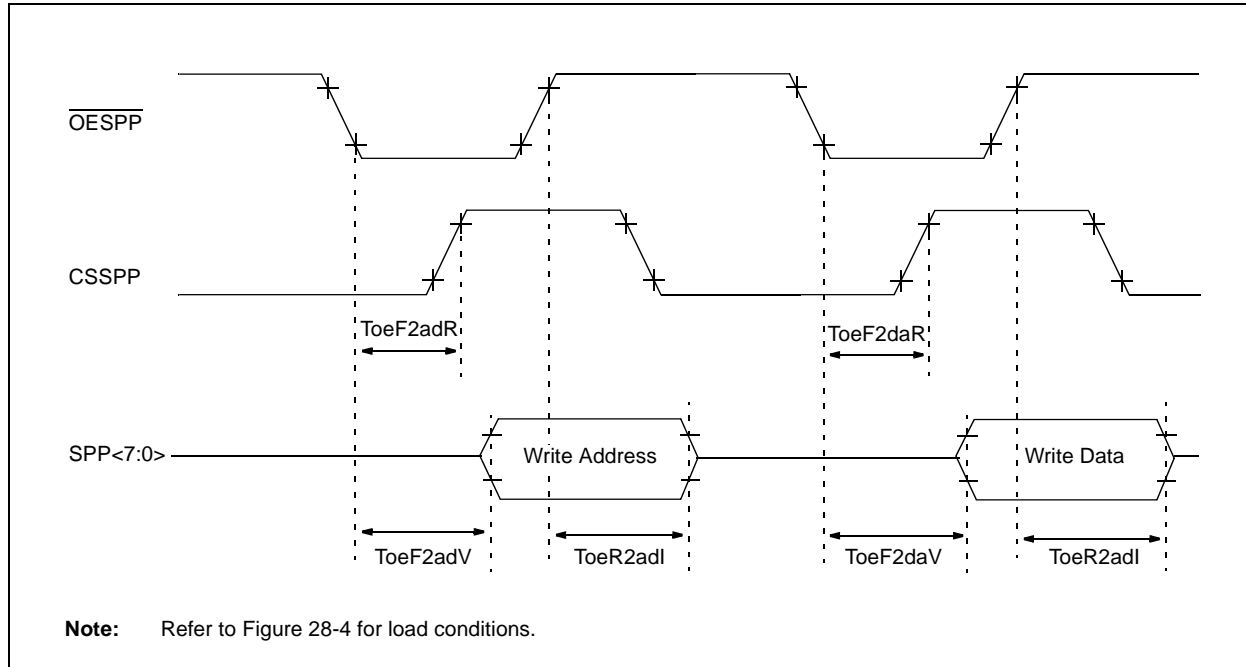 OESPP
CSSPP
ToeF2adR
ToeF2daR
SPP<7:0>
Write Address
Write Data
ToeF2adV
ToeR2adI
ToeF2daV
ToeR2adI
Note: Refer to Figure 28-4 for load conditions.